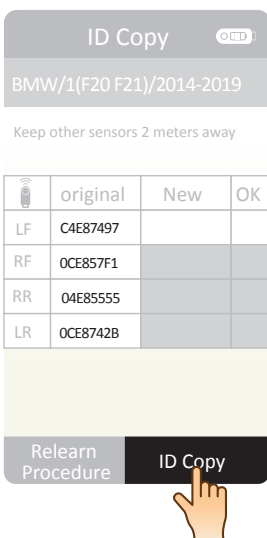 ID Copy
BMW/1(F20 F21)/2014-2019
Keep other sensors 2 meters away
original New OK
LF C4E87497
RF 0CE857F1
RR 04E85555
LR 0CE8742B
Relearn
Procedure
ID Copy